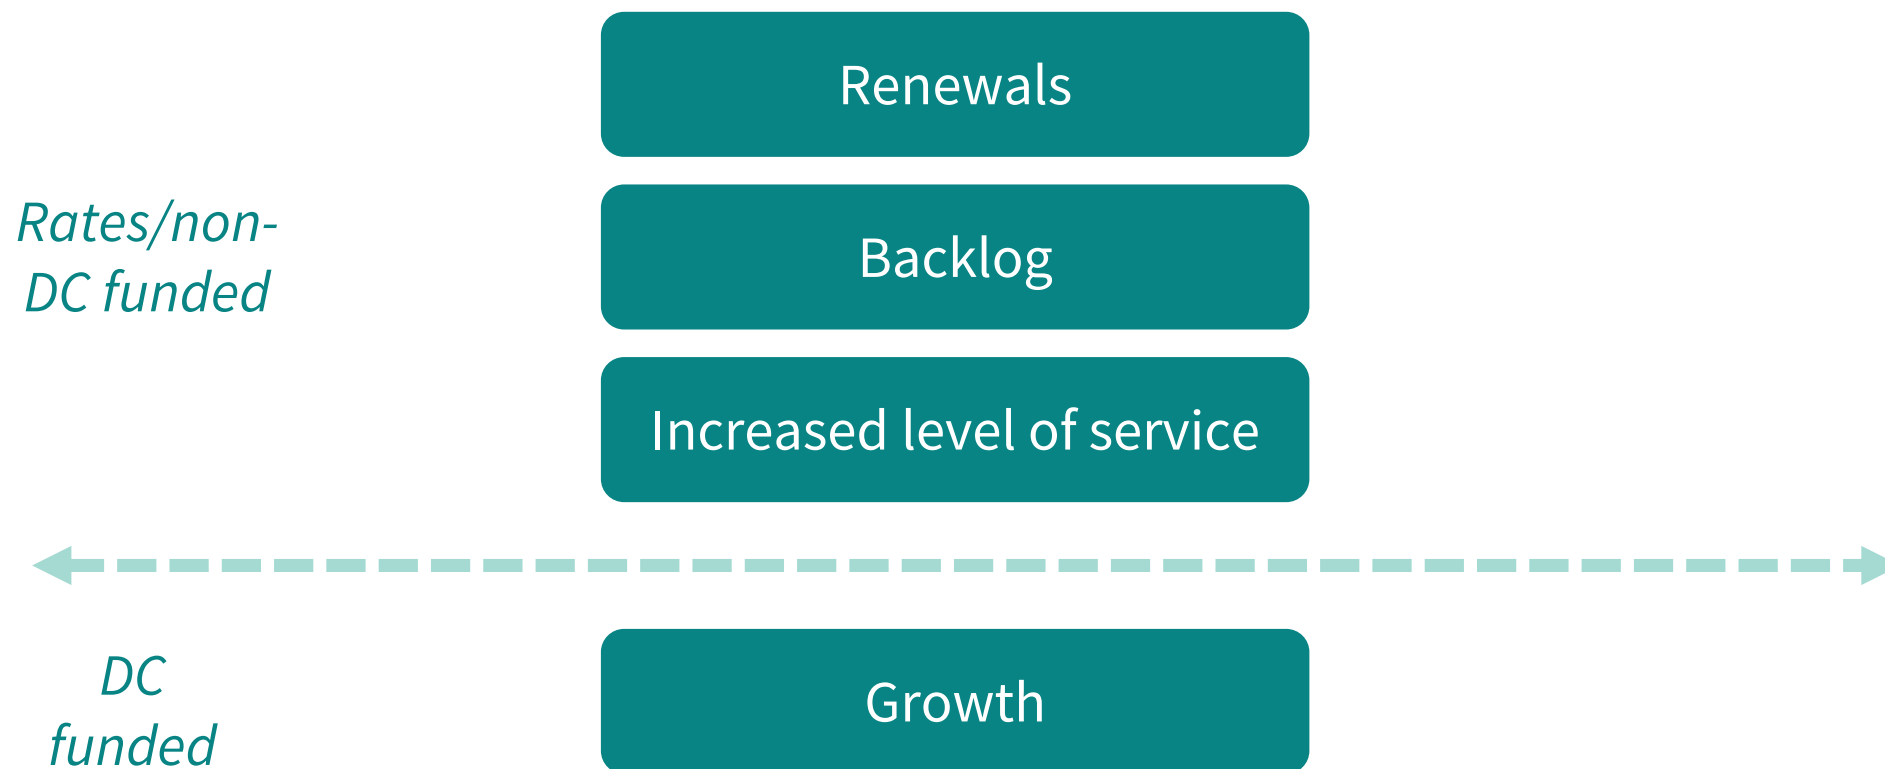 Renewals
Rates/non-
DC funded
Backlog
Increased level of service
DC
funded
Growth